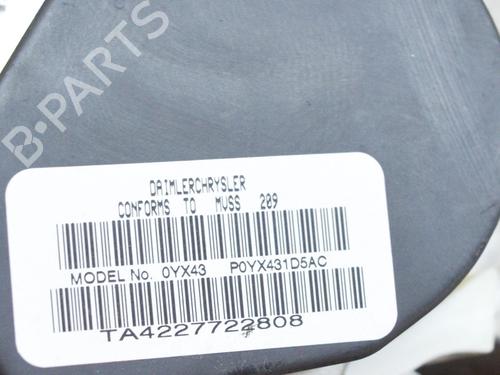 B-PARTS
DAIMLERCHRYSLER
CONFORMS TO MVSS 209
MODEL No. 0YX43 P0YX431D5AC
TA4227722808